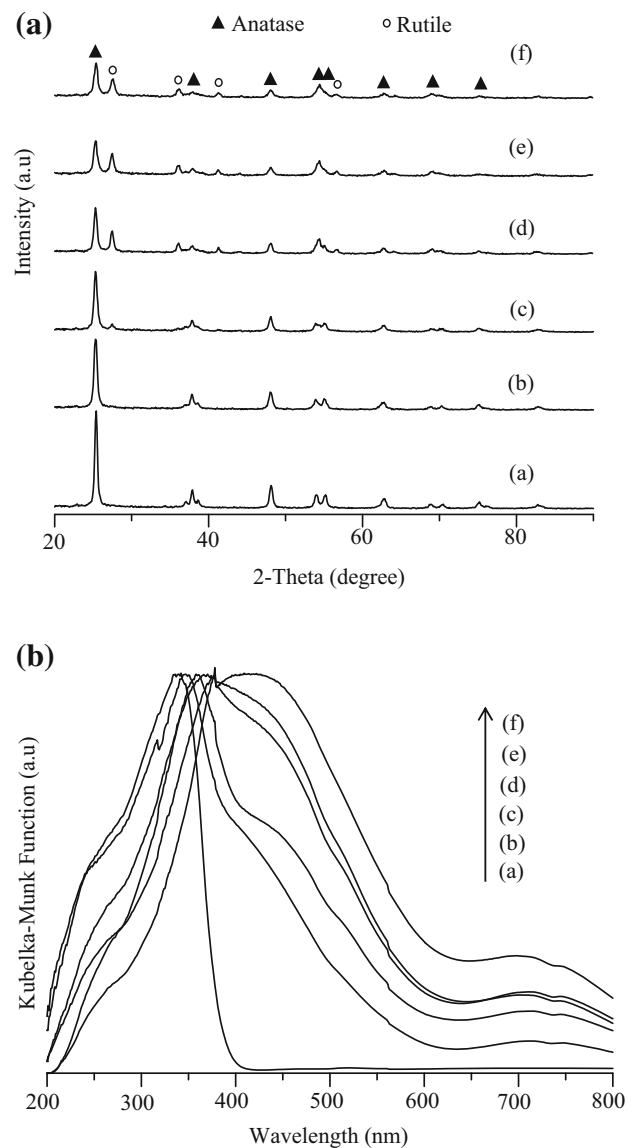 (a)
▲ Anatase ○ Rutile
(f)
(e)
(d)
(c)
(b)
(a)
Intensity (a.u)
20 40 60 80
2-Theta (degree)
(b)
(f)
(e)
(d)
(c)
(b)
(a)
Kubelka-Munk Function (a.u)
200 300 400 500 600 700 800
Wavelength (nm)